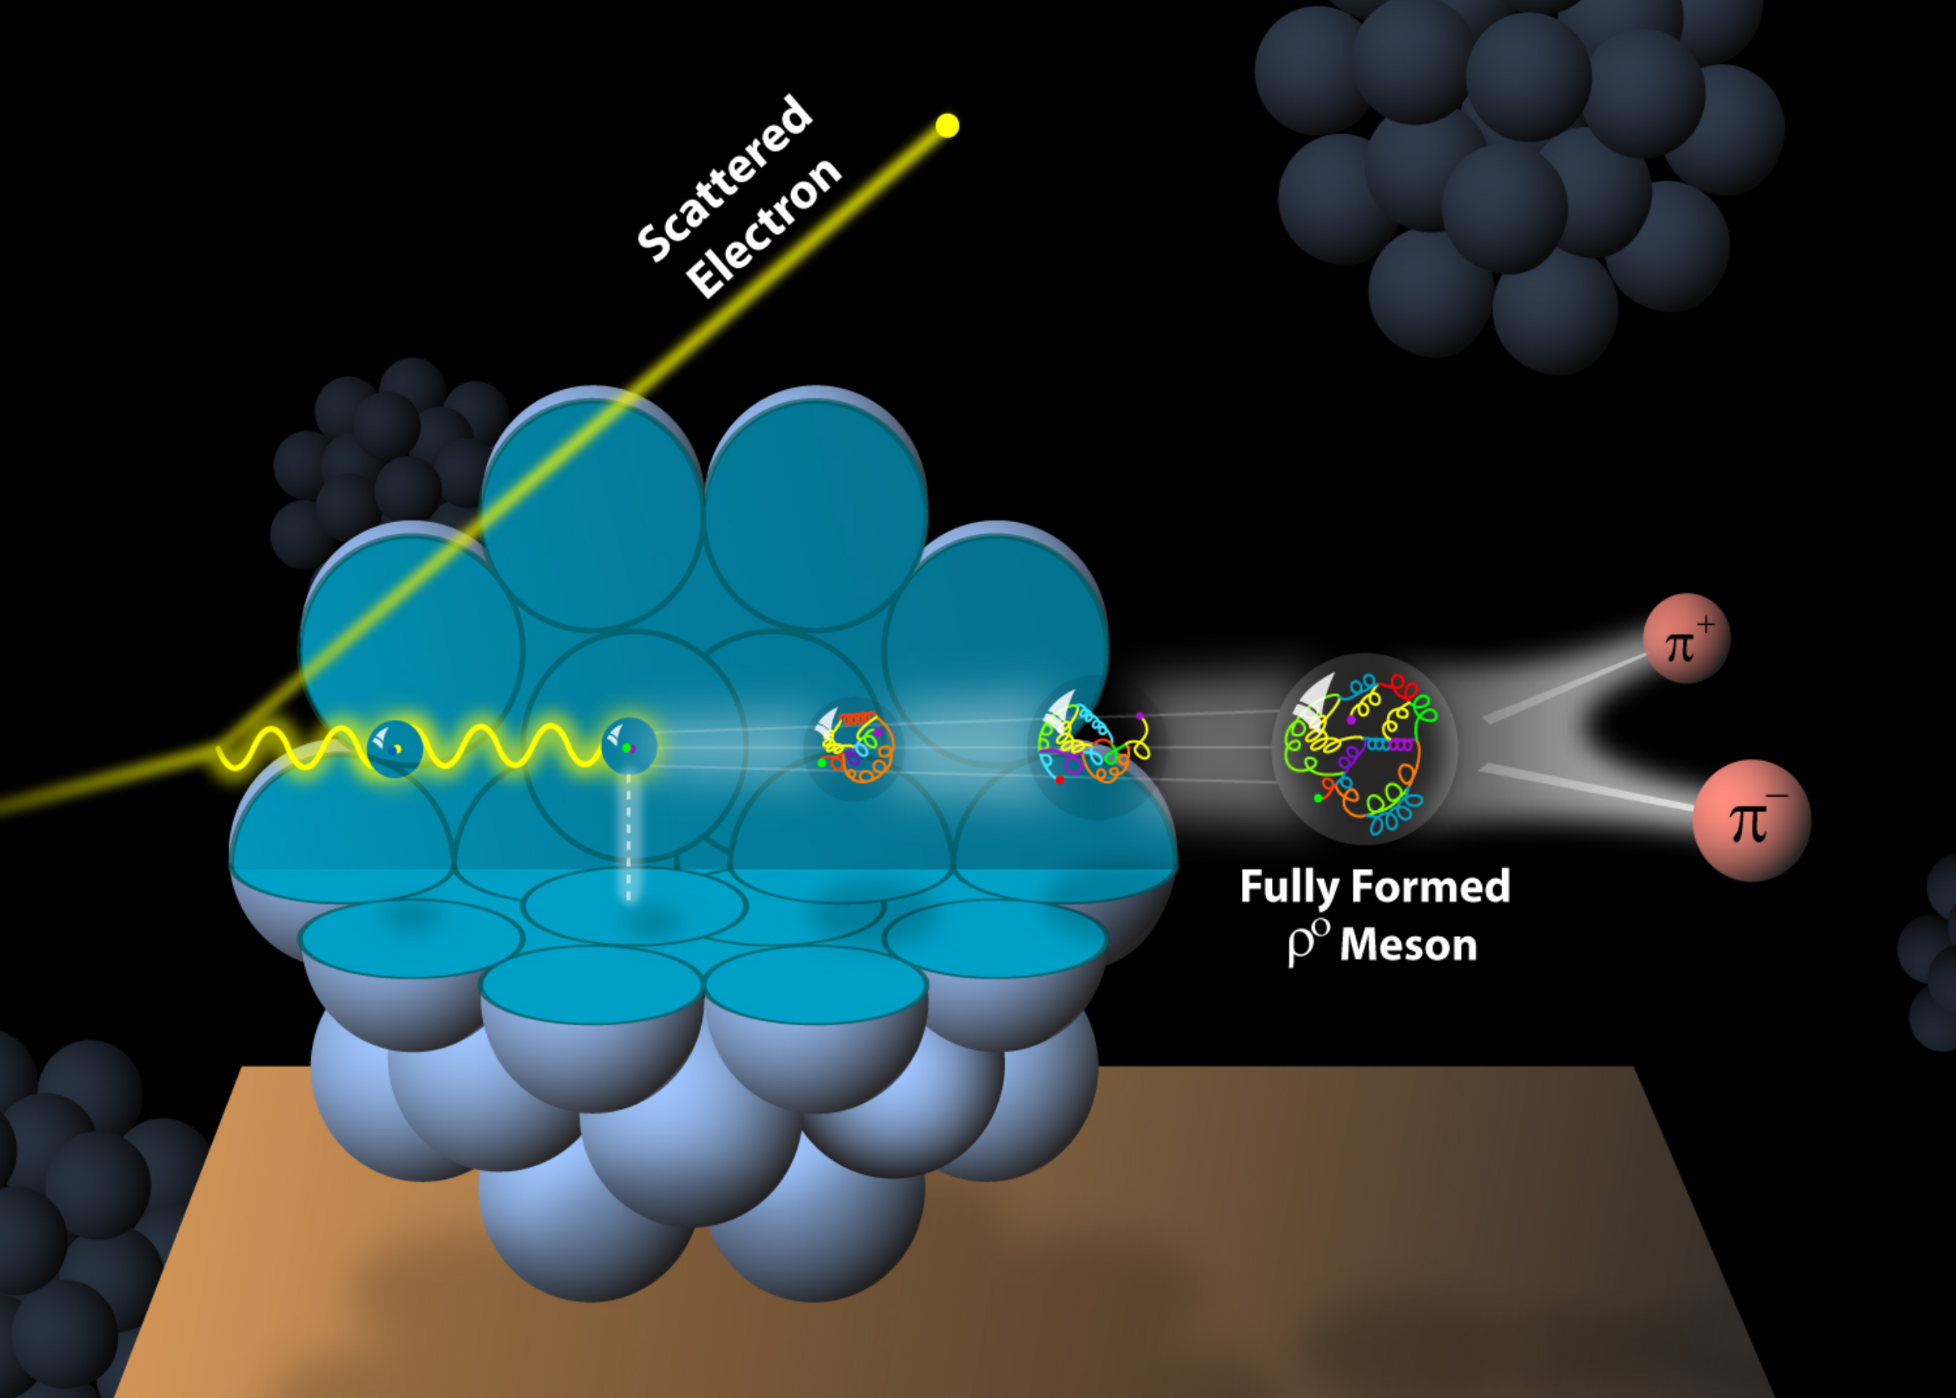 Scattered
Electron
π⁺
π⁻
Fully Formed
ρ⁰ Meson